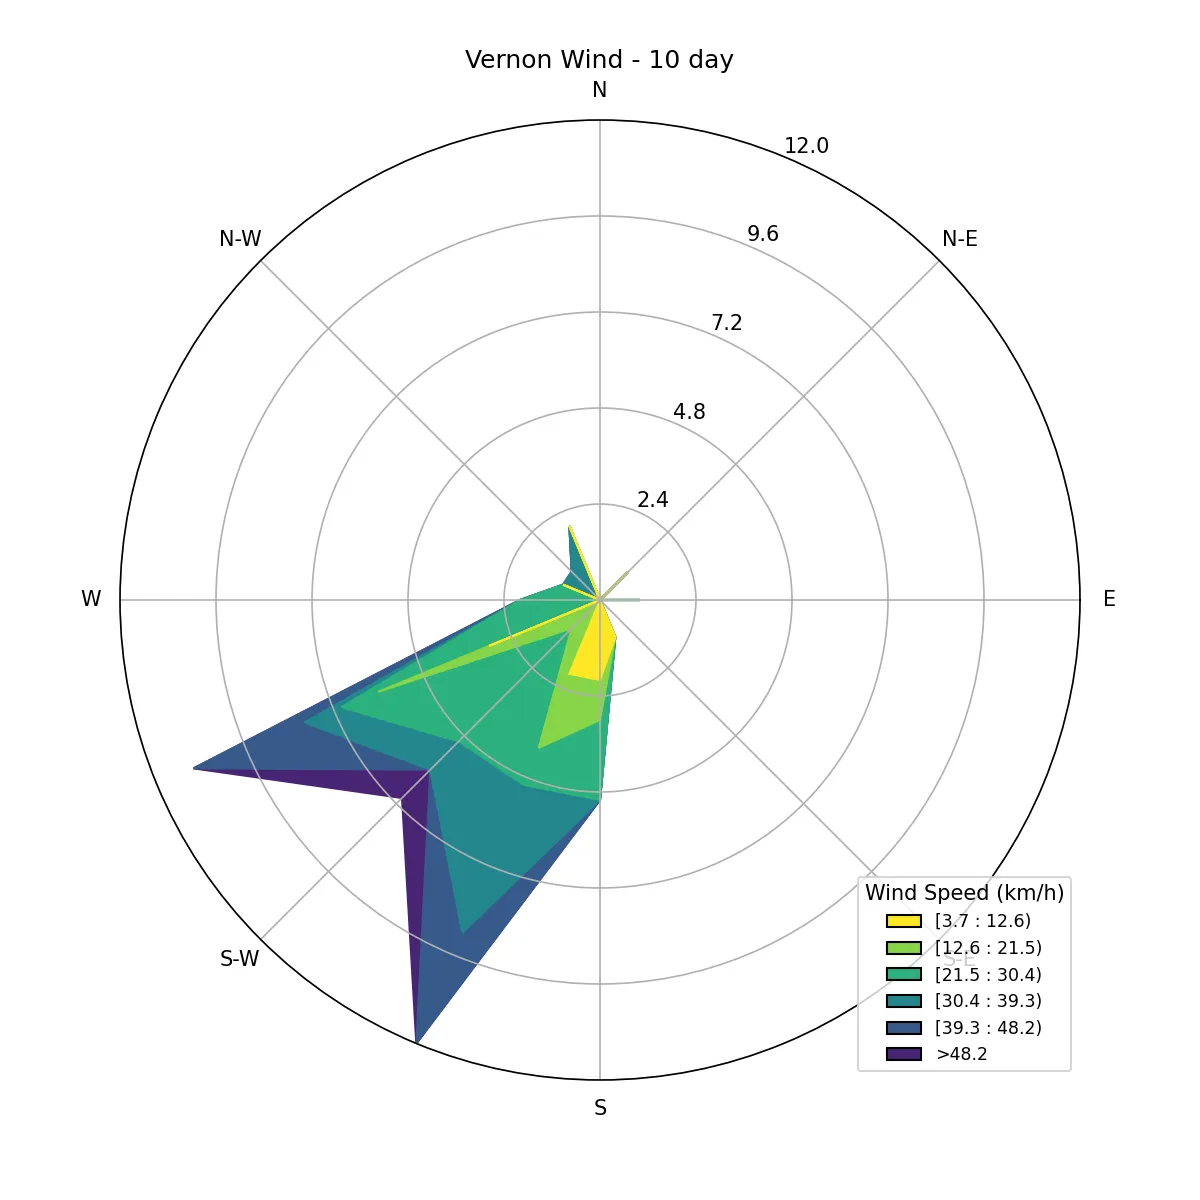 Vernon Wind - 10 day
N
12.0
N-W
9.6
N-E
7.2
4.8
2.4
W
E
S-W
S-E
S
Wind Speed (km/h)
[3.7 : 12.6)
[12.6 : 21.5)
[21.5 : 30.4)
[30.4 : 39.3)
[39.3 : 48.2)
>48.2